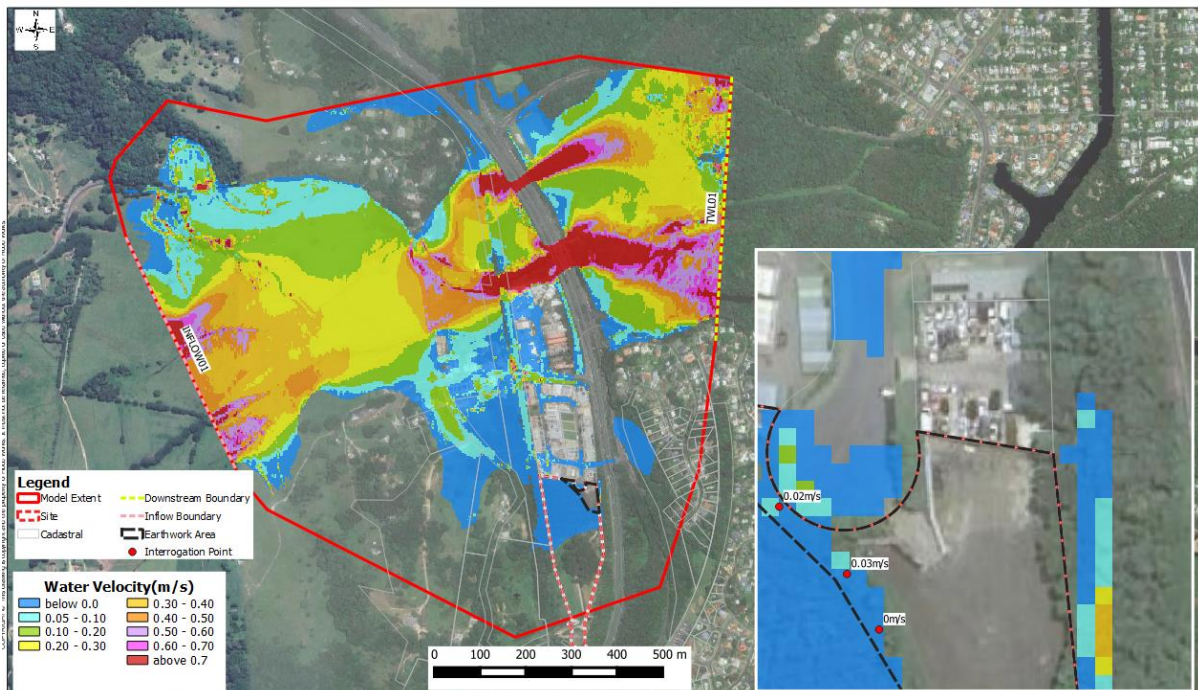 N
W E
S
INFLOW01
TWL01
Legend
Model Extent
Site
Cadastral
Downstream Boundary
Inflow Boundary
Earthwork Area
Interrogation Point
Water Velocity(m/s)
below 0.0
0.05 - 0.10
0.10 - 0.20
0.20 - 0.30
0.30 - 0.40
0.40 - 0.50
0.50 - 0.60
0.60 - 0.70
above 0.7
0 100 200 300 400 500 m
0.02m/s
0.03m/s
0m/s